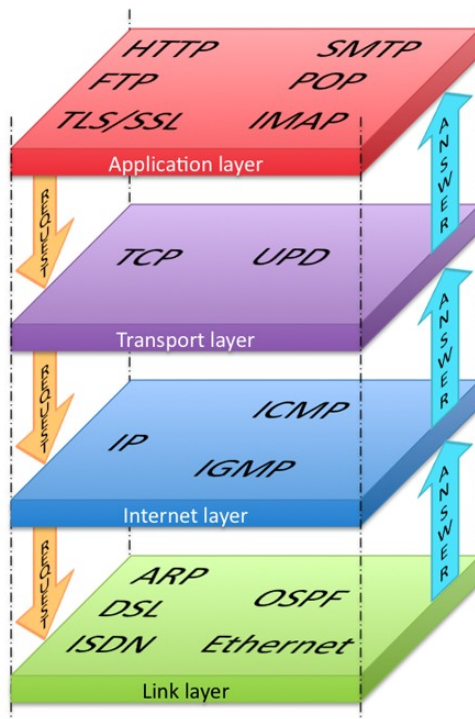 HTTP SMTP
FTP POP
TLS/SSL IMAP
Application layer
REQUEST
ANSWER
TCP UPD
Transport layer
REQUEST
ANSWER
ICMP
IP
IGMP
Internet layer
REQUEST
ANSWER
ARP
OSPF
DSL
ISDN Ethernet
Link layer